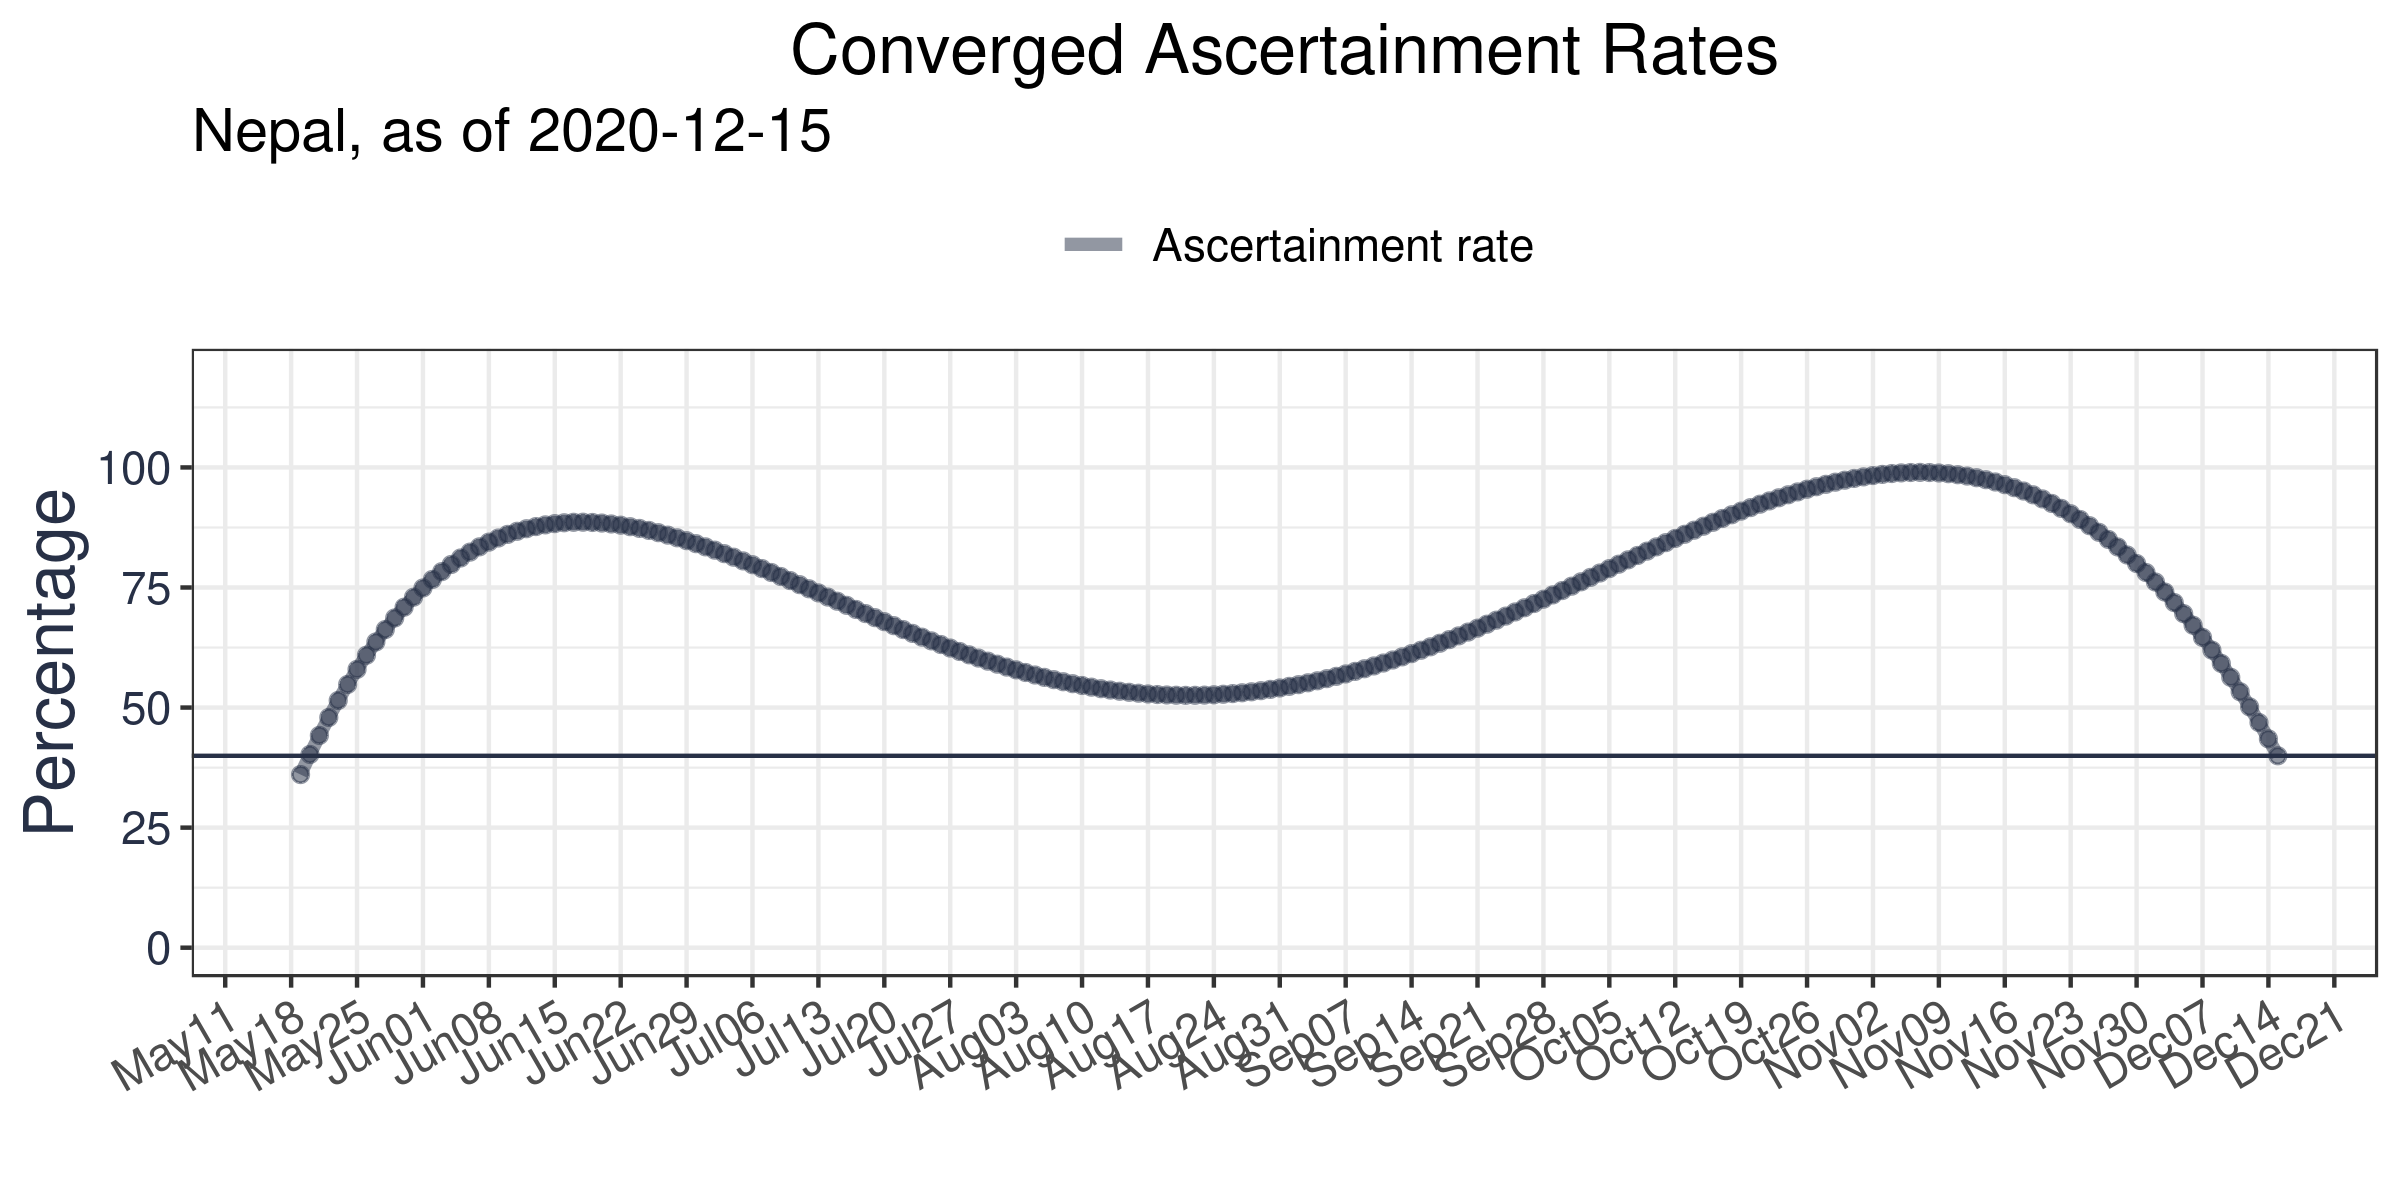 Converged Ascertainment Rates
Nepal, as of 2020-12-15
Ascertainment rate
Percentage
100
75
50
25
0
May11 May18 May25 Jun01 Jun08 Jun15 Jun22 Jun29 Jul06 Jul13 Jul20 Jul27 Aug03 Aug10 Aug17 Aug24 Aug31 Sep07 Sep14 Sep21 Sep28 Oct05 Oct12 Oct19 Oct26 Nov02 Nov09 Nov16 Nov23 Nov30 Dec07 Dec14 Dec21